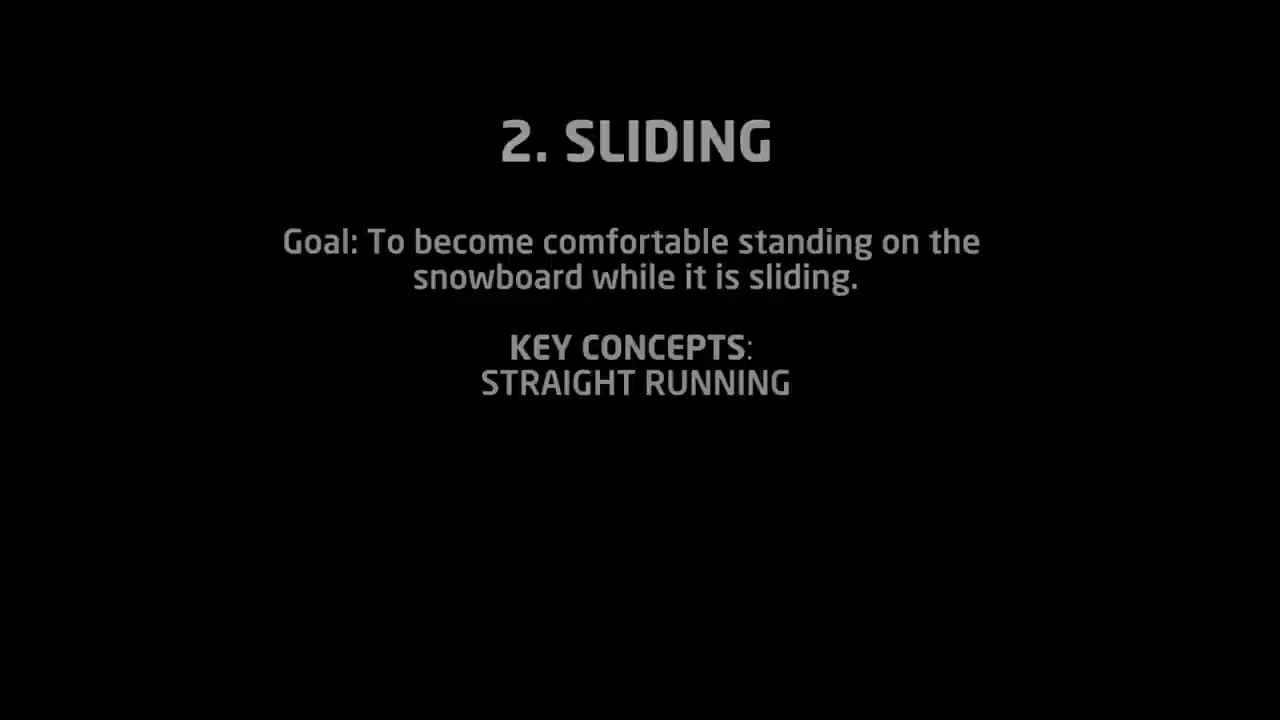 2. SLIDING
Goal: To become comfortable standing on the
snowboard while it is sliding.
KEY CONCEPTS:
STRAIGHT RUNNING